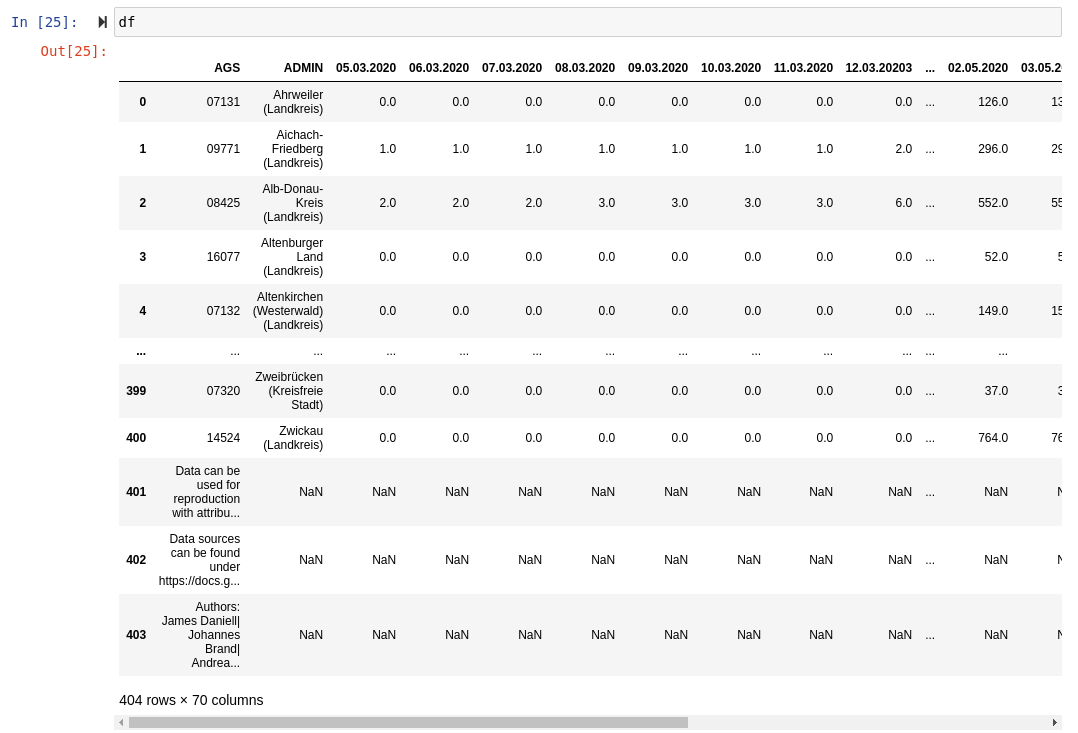 In [25]: df
Out[25]:
AGS ADMIN 05.03.2020 06.03.2020 07.03.2020 08.03.2020 09.03.2020 10.03.2020 11.03.2020 12.03.20203 ... 02.05.2020 03.05.2
0 07131 Ahrweiler (Landkreis) 0.0 0.0 0.0 0.0 0.0 0.0 0.0 0.0 ... 126.0 13
1 09771 Aichach-Friedberg (Landkreis) 1.0 1.0 1.0 1.0 1.0 1.0 1.0 2.0 ... 296.0 29
2 08425 Alb-Donau-Kreis (Landkreis) 2.0 2.0 2.0 3.0 3.0 3.0 3.0 6.0 ... 552.0 55
3 16077 Altenburger Land (Landkreis) 0.0 0.0 0.0 0.0 0.0 0.0 0.0 0.0 ... 52.0 5
4 07132 Altenkirchen (Westerwald) (Landkreis) 0.0 0.0 0.0 0.0 0.0 0.0 0.0 0.0 ... 149.0 15
... ... ... ... ... ... ... ... ... ... ... ... ...
399 07320 Zweibrücken (Kreisfreie Stadt) 0.0 0.0 0.0 0.0 0.0 0.0 0.0 0.0 ... 37.0 3
400 14524 Zwickau (Landkreis) 0.0 0.0 0.0 0.0 0.0 0.0 0.0 0.0 ... 764.0 76
401 Data can be used for reproduction with attribu... NaN NaN NaN NaN NaN NaN NaN NaN NaN ... NaN N
402 Data sources can be found under https://docs.g... NaN NaN NaN NaN NaN NaN NaN NaN NaN ... NaN N
403 Authors: James Daniell| Johannes Brand| Andrea... NaN NaN NaN NaN NaN NaN NaN NaN NaN ... NaN N
404 rows × 70 columns